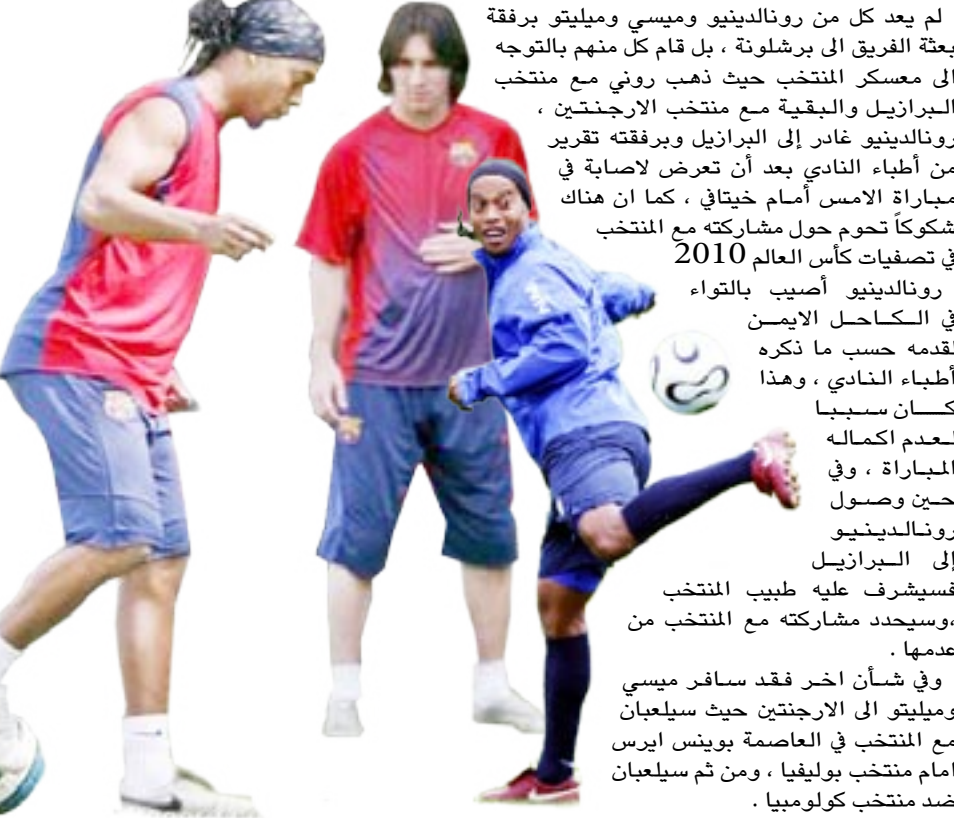 لم يعد كل من رونالدينيو وميسي وميليتو برفقة
بعثة الفريق الى برشلونة ، بل قام كل منهم بالتوجه
الى معسكر المنتخب حيث ذهب روني مع منتخب
البرازيل والبقية مع منتخب الارجنتين ،
رونالدينيو غادر إلى البرازيل وبرفقته تقرير
من أطباء النادي بعد أن تعرض لاصابة في
مباراة الامس أمام خيتافي ، كما ان هناك
شكوكاً تحوم حول مشاركته مع المنتخب
في تصفيات كأس العالم 2010
رونالدينيو أصيب بالتواء
في الكاحل الايمن
لقدمه حسب ما ذكره
أطباء النادي ، وهذا
كان سببا
لعدم اكماله
المباراة ، وفي
حين وصول
رونالدينيو
إلى البرازيل
فسيشرف عليه طبيب المنتخب
،وسيحدد مشاركته مع المنتخب من
عدمها .
وفي شأن اخر فقد سافر ميسي
وميليتو الى الارجنتين حيث سيلعبان
مع المنتخب في العاصمة بوينس ايرس
امام منتخب بوليفيا ، ومن ثم سيلعبان
ضد منتخب كولومبيا .